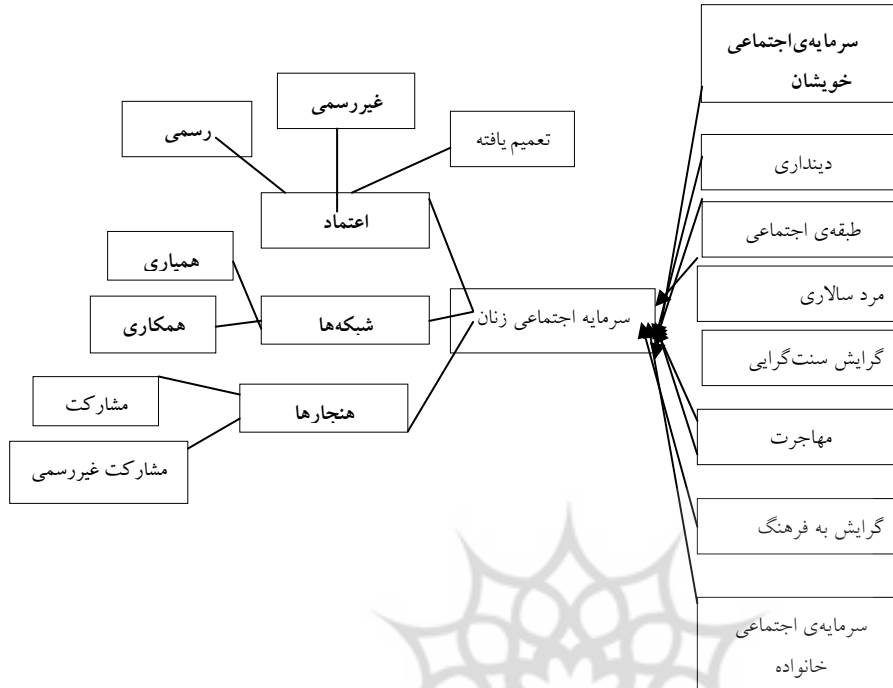 سرمایه‌ی‌اجتماعی
خویشان
دینداری
طبقه‌ی اجتماعی
مرد سالاری
گرایش سنت‌گرایی
مهاجرت
گرایش به فرهنگ
سرمایه‌ی اجتماعی
خانواده
سرمایه اجتماعی زنان
غیررسمی
رسمی
تعمیم یافته
اعتماد
همیاری
همکاری
شبکه‌ها
هنجارها
مشارکت
مشارکت غیررسمی